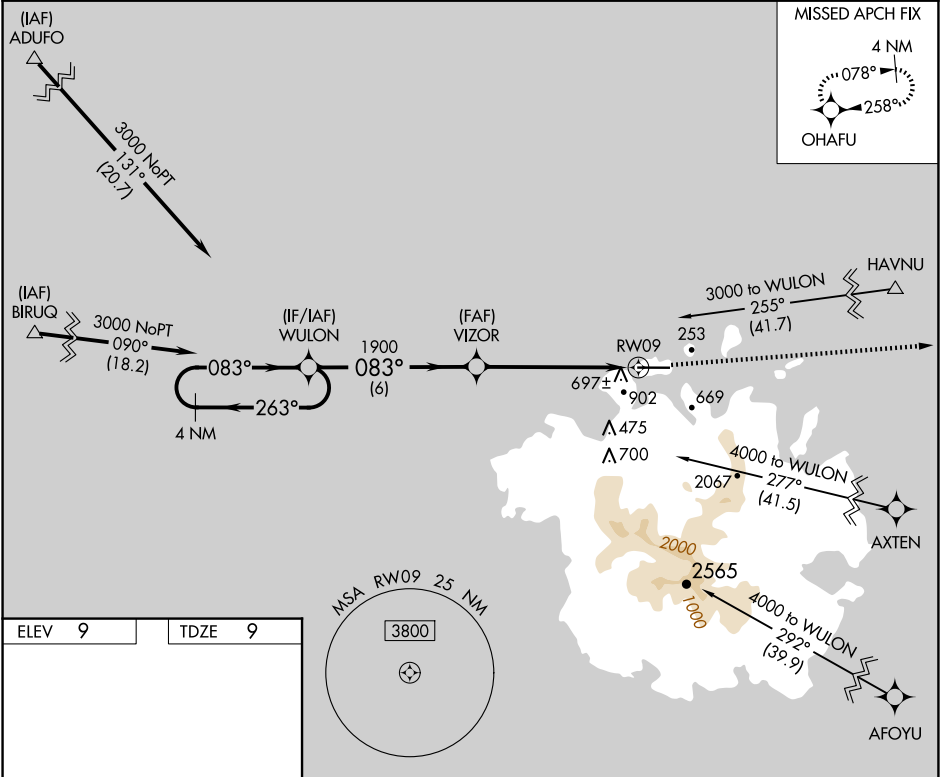 (IAF)
ADUFO
3000 NoPT
131°
(20.7)
MISSED APCH FIX
4 NM
078°
258°
OHAFU
(IAF)
BIRUQ
3000 NoPT
090°
(18.2)
(IF/IAF)
WULON
083°
263°
4 NM
1900
083°
(6)
(FAF)
VIZOR
HAVNU
3000 to WULON
255°
(41.7)
253
RW09
697±
902
669
475
700
4000 to WULON
277°
(41.5)
2067
AXTEN
2000
2565
1000
4000 to WULON
292°
(39.9)
AFOYU
MSA RW09 25 NM
3800
ELEV 9
TDZE 9